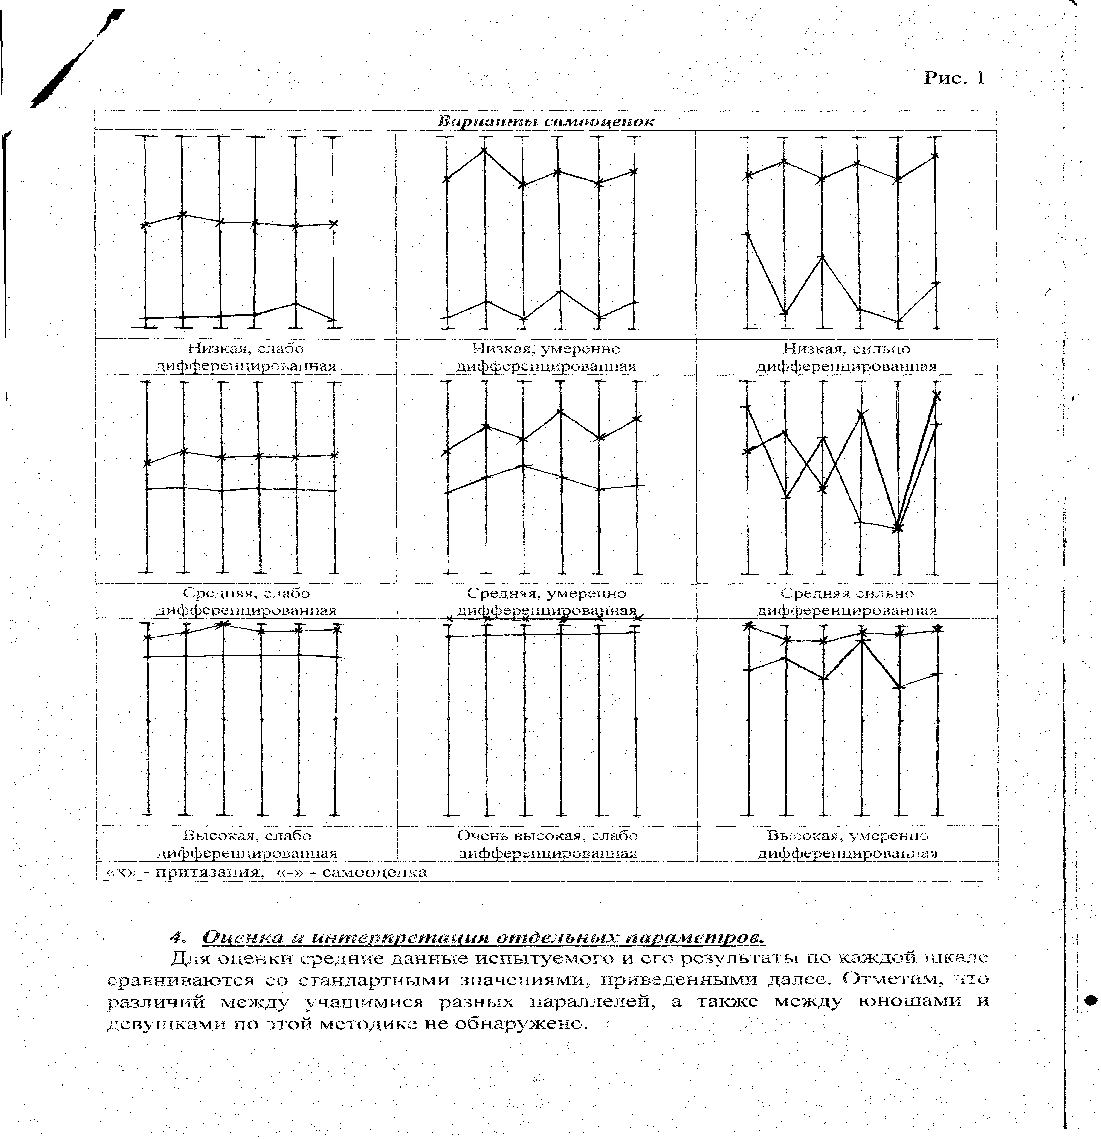 Рис. 1
Варианты самооценок
Низкая, слабо
дифференцированная
Низкая, умеренно
дифференцированная
Низкая, сильно
дифференцированная
Средняя, слабо
дифференцированная
Средняя, умеренно
дифференцированная
Средняя сильно
дифференцированная
Высокая, слабо
дифференцированная
Очень высокая, слабо
дифференцированная
Высокая, умеренно
дифференцированная
«×» - притязания, «-» - самооценка
4. Оценка и интерпретация отдельных параметров.
Для оценки средние данные испытуемого и его результаты по каждой шкале
сравниваются со стандартными значениями, приведенными далее. Отметим, что
различий между учащимися разных параллелей, а также между юношами и
девушками по этой методике не обнаружено.